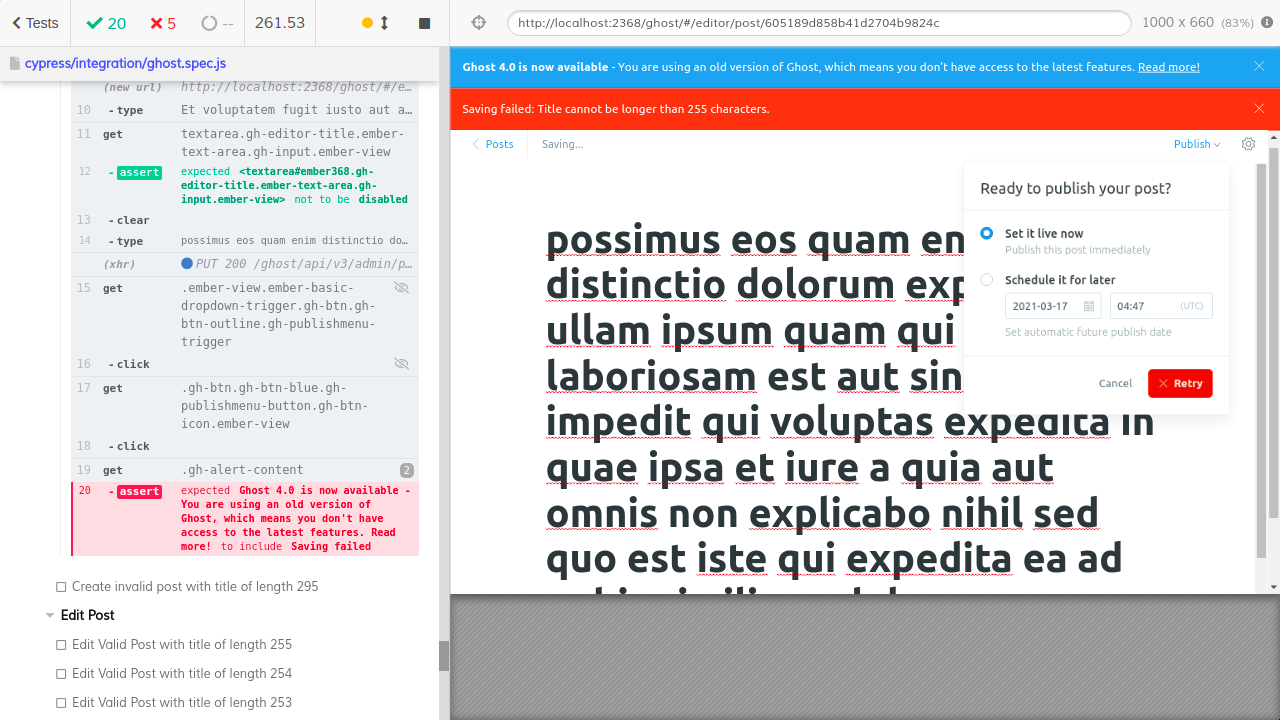 Tests
20
5
--
261.53
http://localhost:2368/ghost/#/editor/post/605189d858b41d2704b9824c
1000 x 660 (83%)
cypress/integration/ghost.spec.js
(new url) http://localhost:2368/ghost/#/e…
10 - type Et voluptatem fugit iusto aut a…
11 get textarea.gh-editor-title.ember-
text-area.gh-input.ember-view
12 - assert expected <textarea#ember368.gh-
editor-title.ember-text-area.gh-
input.ember-view> not to be disabled
13 - clear
14 - type possimus eos quam enim distinctio do…
(xhr) PUT 200 /ghost/api/v3/admin/p…
15 get .ember-view.ember-basic-
dropdown-trigger.gh-btn.gh-
btn-outline.gh-publishmenu-
trigger
16 - click
17 get .gh-btn.gh-btn-blue.gh-
publishmenu-button.gh-btn-
icon.ember-view
18 - click
19 get .gh-alert-content 2
20 - assert expected Ghost 4.0 is now available -
You are using an old version of
Ghost, which means you don't have
access to the latest features. Read
more! to include Saving failed
Create invalid post with title of length 295
Edit Post
Edit Valid Post with title of length 255
Edit Valid Post with title of length 254
Edit Valid Post with title of length 253
Ghost 4.0 is now available - You are using an old version of Ghost, which means you don't have access to the latest features. Read more!
Saving failed: Title cannot be longer than 255 characters.
Posts
Saving...
Publish
possimus eos quam en
distinctio dolorum exp
ullam ipsum quam qui
laboriosam est aut sin
impedit qui voluptas expedita in
quae ipsa et iure a quia aut
omnis non explicabo nihil sed
quo est iste qui expedita ea ad
Ready to publish your post?
Set it live now
Publish this post immediately
Schedule it for later
2021-03-17
04:47 (UTC)
Set automatic future publish date
Cancel
Retry